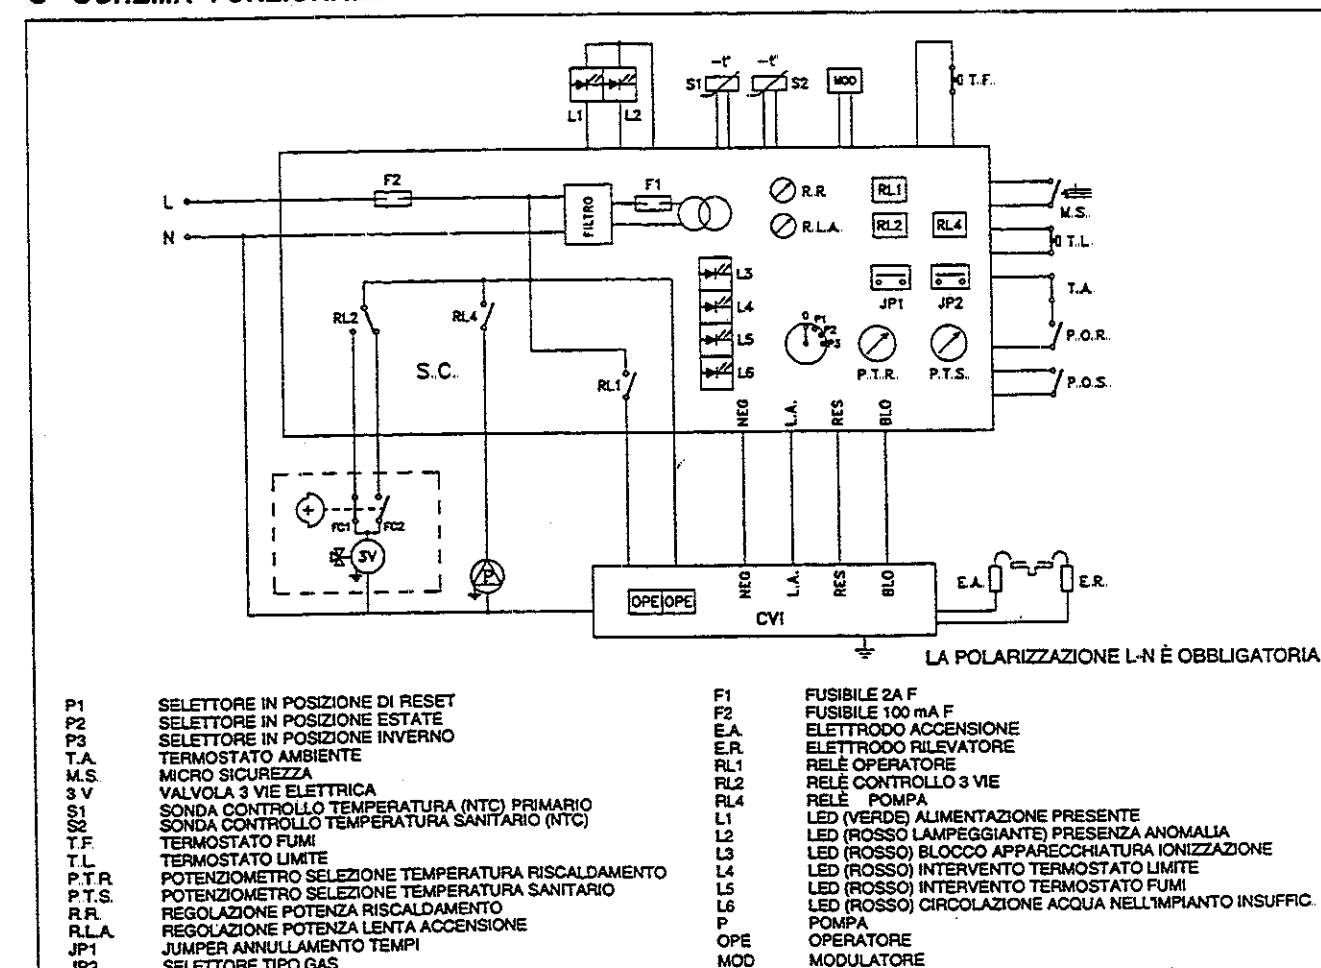 L1
L2
-t°
S1
-t°
S2
MOD
T.F.
L
N
F2
FILTRO
F1
R.R
R.L.A.
RL1
RL2
RL4
JP1
JP2
L3
L4
L5
L6
0
P1
P2
P3
P.T.R.
P.T.S.
M.S.
T.L.
T.A.
P.O.R.
P.O.S.
RL2
RL4
S.C.
RL1
NEG
L.A.
RES
BLO
FC1
FC2
3V
P
OPE
OPE
NEG
L.A.
RES
BLO
CVI
E.A.
E.R.
LA POLARIZZAZIONE L-N È OBBLIGATORIA
P1 SELETTORE IN POSIZIONE DI RESET
P2 SELETTORE IN POSIZIONE ESTATE
P3 SELETTORE IN POSIZIONE INVERNO
T.A. TERMOSTATO AMBIENTE
M.S. MICRO SICUREZZA
3 V VALVOLA 3 VIE ELETTRICA
S1 SONDA CONTROLLO TEMPERATURA (NTC) PRIMARIO
S2 SONDA CONTROLLO TEMPERATURA SANITARIO (NTC)
T.F. TERMOSTATO FUMI
T.L. TERMOSTATO LIMITE
P.T.R. POTENZIOMETRO SELEZIONE TEMPERATURA RISCALDAMENTO
P.T.S. POTENZIOMETRO SELEZIONE TEMPERATURA SANITARIO
R.R. REGOLAZIONE POTENZA RISCALDAMENTO
R.L.A. REGOLAZIONE POTENZA LENTA ACCENSIONE
JP1 JUMPER ANNULLAMENTO TEMPI
JP2 SELETTORE TIPO GAS
F1 FUSIBILE 2A F
F2 FUSIBILE 100 mA F
E.A. ELETTRODO ACCENSIONE
E.R. ELETTRODO RILEVATORE
RL1 RELÈ OPERATORE
RL2 RELÈ CONTROLLO 3 VIE
RL4 RELÈ POMPA
L1 LED (VERDE) ALIMENTAZIONE PRESENTE
L2 LED (ROSSO LAMPEGGIANTE) PRESENZA ANOMALIA
L3 LED (ROSSO) BLOCCO APPARECCHIATURA IONIZZAZIONE
L4 LED (ROSSO) INTERVENTO TERMOSTATO LIMITE
L5 LED (ROSSO) INTERVENTO TERMOSTATO FUMI
L6 LED (ROSSO) CIRCOLAZIONE ACQUA NELL'IMPIANTO INSUFFIC.
P POMPA
OPE OPERATORE
MOD MODULATORE